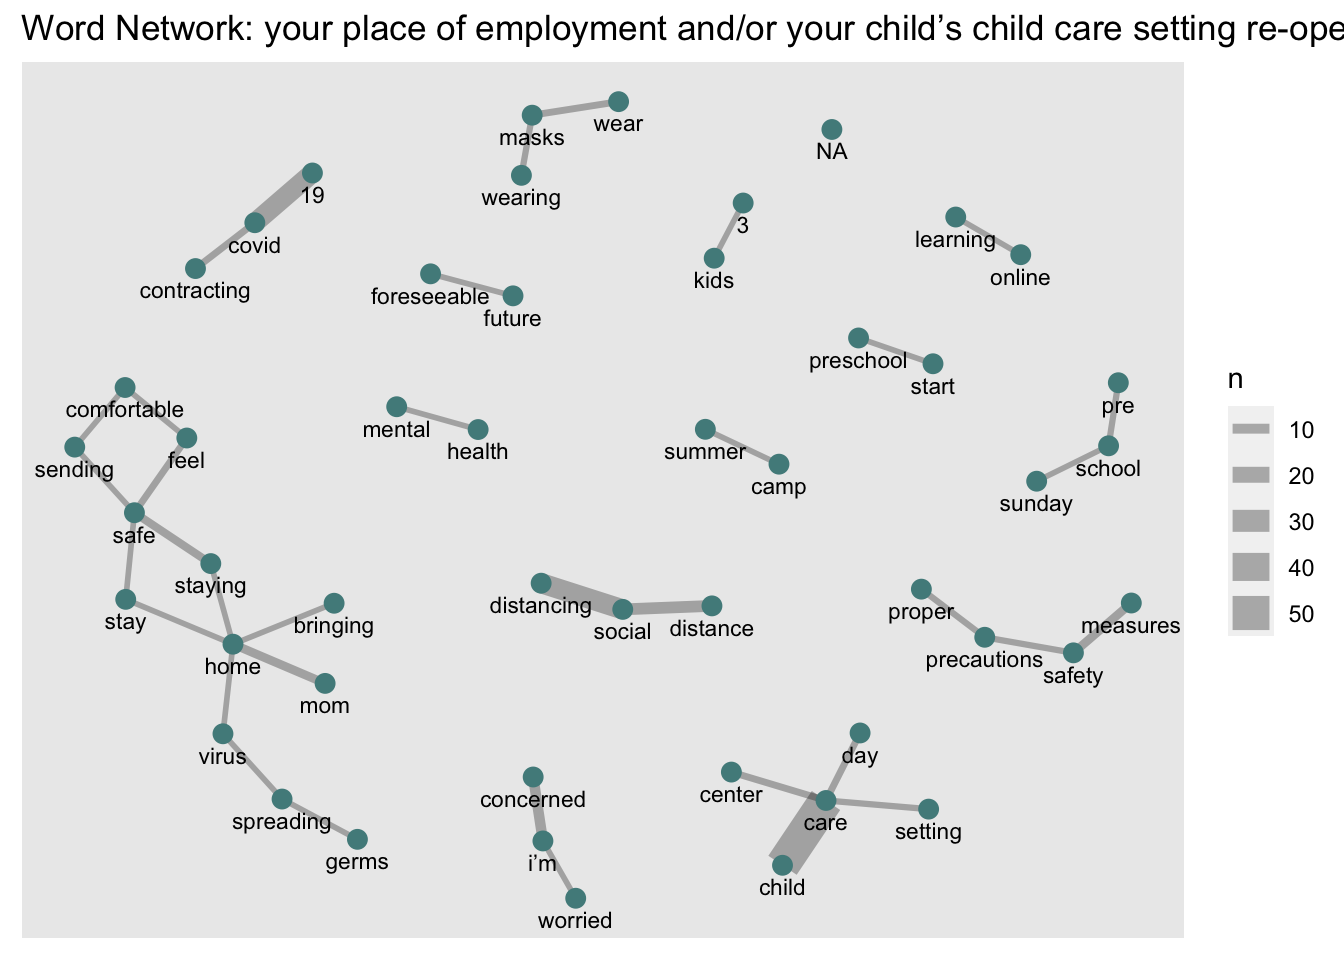 Word Network: your place of employment and/or your child’s child care setting re-ope
masks
wear
NA
wearing
19
3
covid
learning
online
contracting
kids
foreseeable
future
preschool
start
pre
comfortable
mental
health
summer
school
sending
feel
camp
sunday
safe
staying
distancing
social
distance
proper
measures
stay
bringing
precautions
home
safety
mom
virus
day
concerned
center
care
setting
spreading
germs
i’m
child
worried
n
10
20
30
40
50